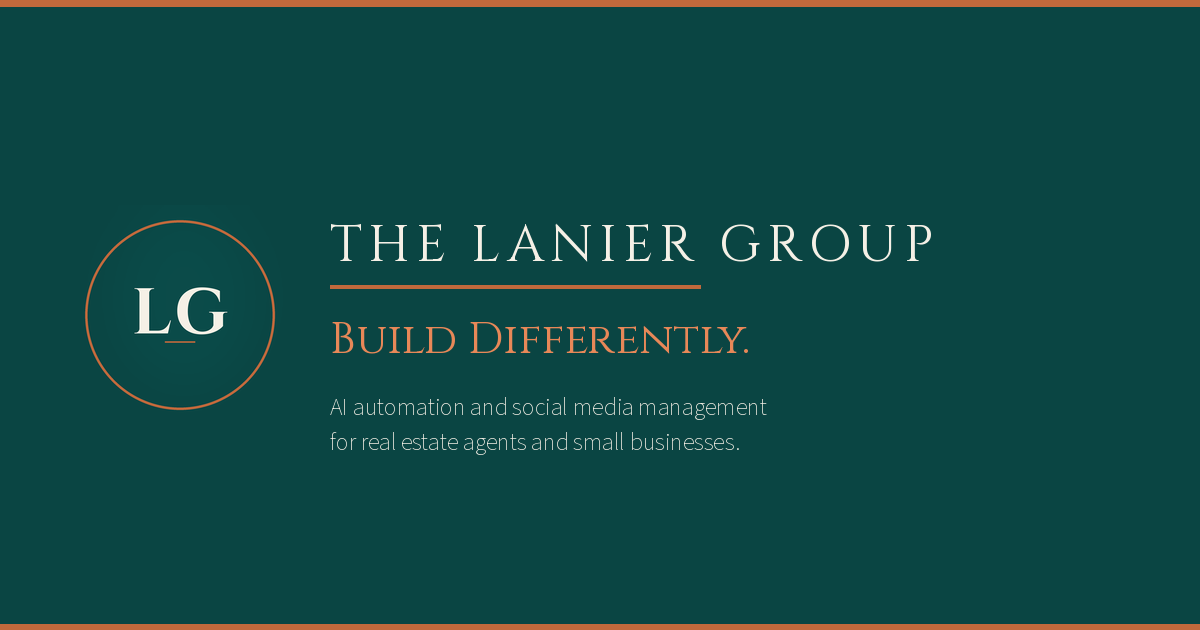 LG
THE LANIER GROUP
Build Differently.
AI automation and social media management
for real estate agents and small businesses.